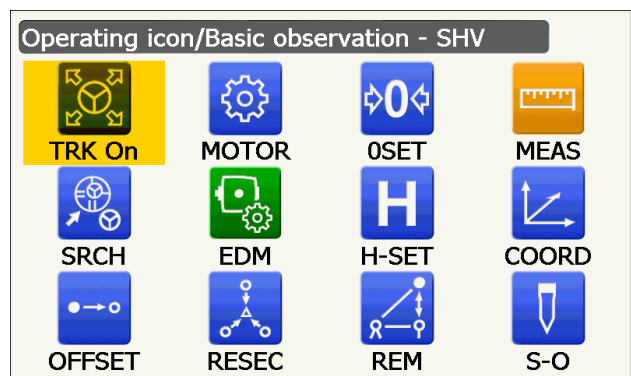 Operating icon/Basic observation - SHV
TRK On MOTOR 0SET MEAS
SRCH EDM H-SET COORD
OFFSET RESEC REM S-O